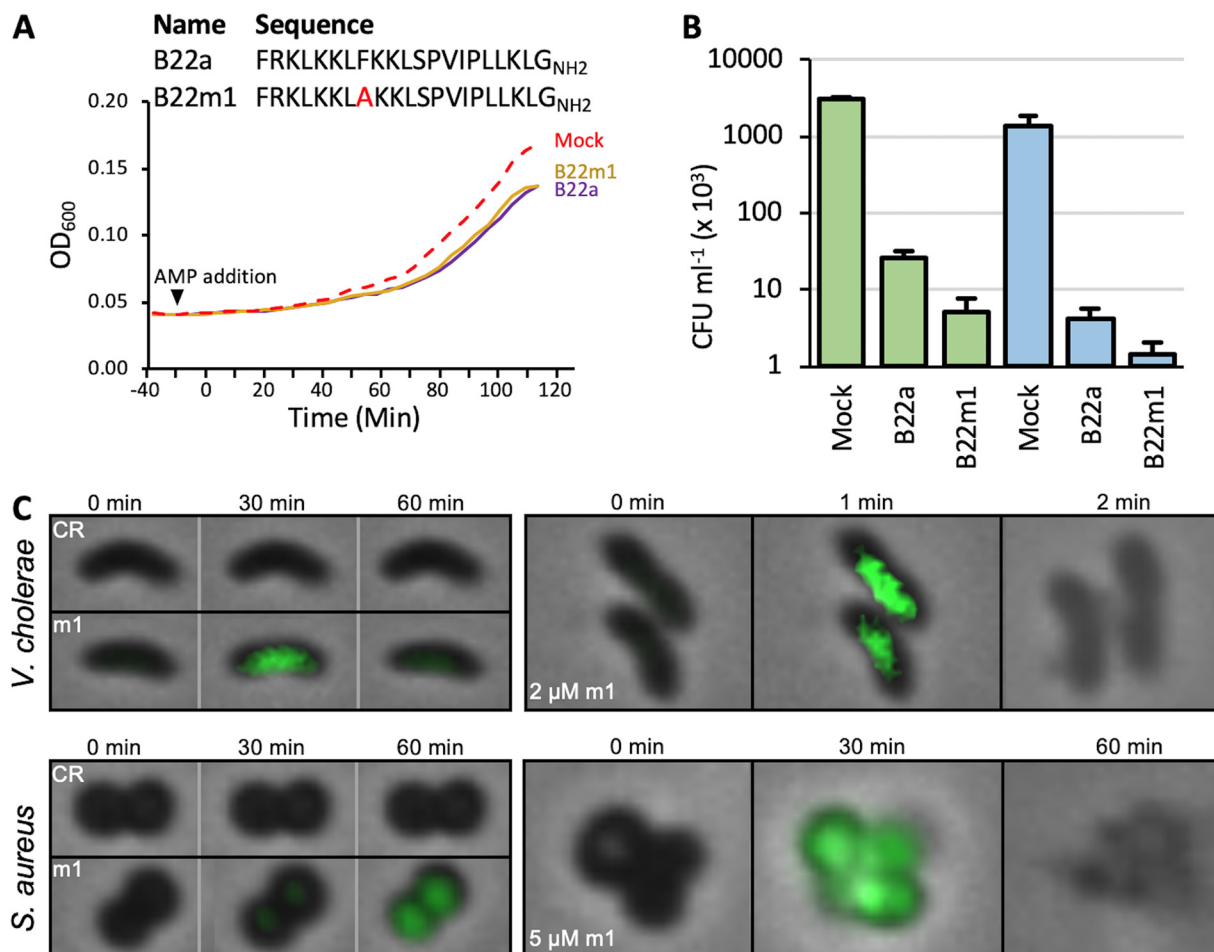 A
Name Sequence
B22a FRKLKKLFKKLSPVIPLLKLGNH2
B22m1 FRKLKKLAKKLSPVIPLLKLGNH2
0.20
0.15
0.10
0.05
0.00
OD600
Mock
B22m1
B22a
AMP addition
-40 -20 0 20 40 60 80 100 120
Time (Min)
B
10000
1000
100
10
1
CFU ml-1 (x 103)
Mock B22a B22m1 Mock B22a B22m1
C
V. cholerae
0 min 30 min 60 min
CR
m1
0 min 1 min 2 min
2 µM m1
S. aureus
0 min 30 min 60 min
CR
m1
0 min 30 min 60 min
5 µM m1